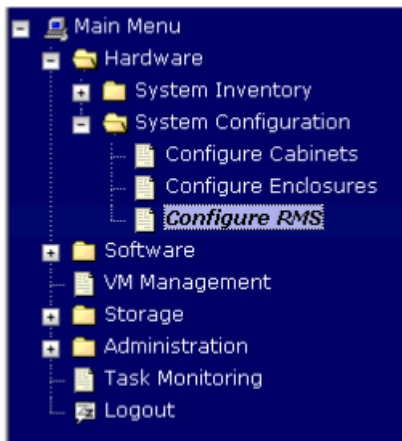 Main Menu
Hardware
System Inventory
System Configuration
Configure Cabinets
Configure Enclosures
Configure RMS
Software
VM Management
Storage
Administration
Task Monitoring
Logout